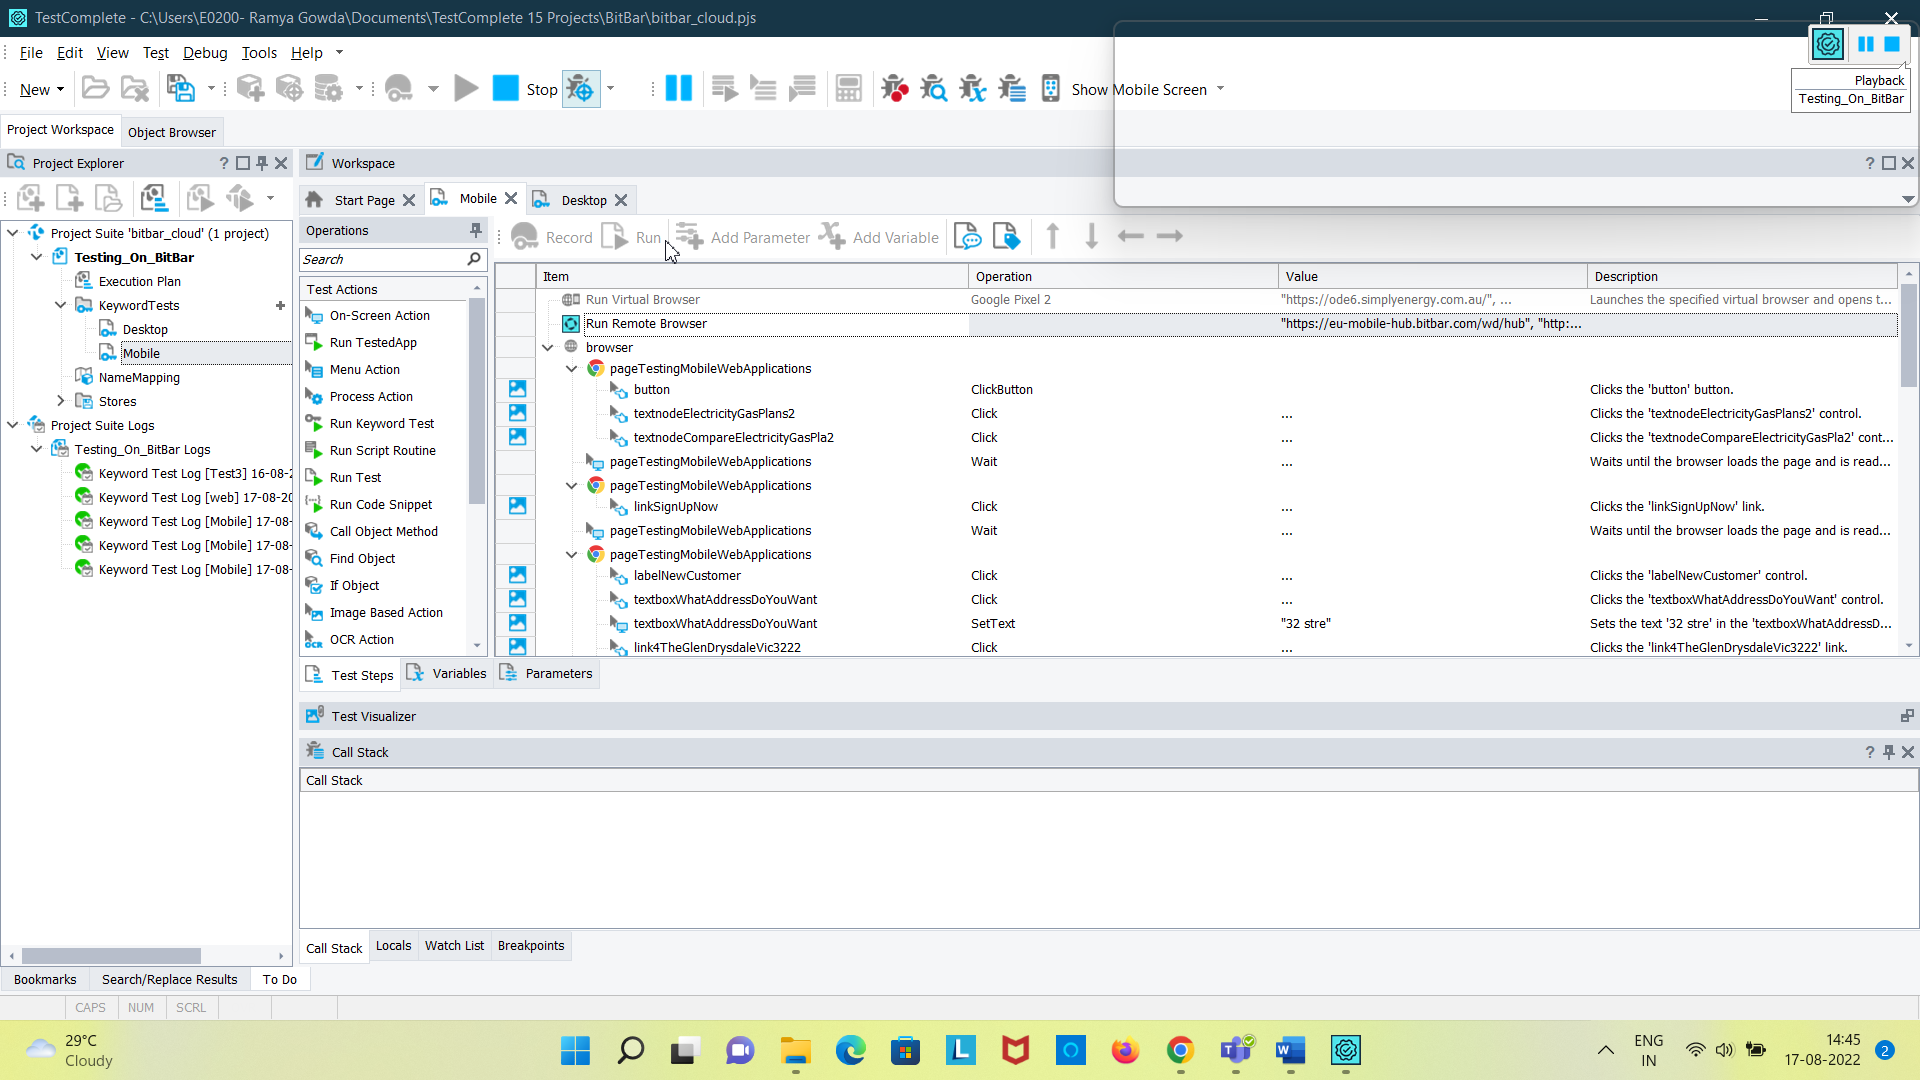 TestComplete - C:\Users\E0200- Ramya Gowda\Documents\TestComplete 15 Projects\BitBar\bitbar_cloud.pjs
File Edit View Test Debug Tools Help
New Stop Show Mobile Screen
Playback
Testing_On_BitBar
Project Workspace Object Browser
Project Explorer
Workspace
Start Page Mobile Desktop
Project Suite 'bitbar_cloud' (1 project)
Testing_On_BitBar
Execution Plan
KeywordTests
Desktop
Mobile
NameMapping
Stores
Project Suite Logs
Testing_On_BitBar Logs
Keyword Test Log [Test3] 16-08-2
Keyword Test Log [web] 17-08-20
Keyword Test Log [Mobile] 17-08-
Keyword Test Log [Mobile] 17-08-
Keyword Test Log [Mobile] 17-08-
Operations
Search
Test Actions
On-Screen Action
Run TestedApp
Menu Action
Process Action
Run Keyword Test
Run Script Routine
Run Test
Run Code Snippet
Call Object Method
Find Object
If Object
Image Based Action
OCR Action
Record Run Add Parameter Add Variable
Item Operation Value Description
Run Virtual Browser Google Pixel 2 "https://ode6.simplyenergy.com.au/", ... Launches the specified virtual browser and opens t...
Run Remote Browser "https://eu-mobile-hub.bitbar.com/wd/hub", "http:...
browser
pageTestingMobileWebApplications
button ClickButton Clicks the 'button' button.
textnodeElectricityGasPlans2 Click ... Clicks the 'textnodeElectricityGasPlans2' control.
textnodeCompareElectricityGasPla2 Click ... Clicks the 'textnodeCompareElectricityGasPla2' cont...
pageTestingMobileWebApplications Wait ... Waits until the browser loads the page and is read...
pageTestingMobileWebApplications
linkSignUpNow Click ... Clicks the 'linkSignUpNow' link.
pageTestingMobileWebApplications Wait ... Waits until the browser loads the page and is read...
pageTestingMobileWebApplications
labelNewCustomer Click ... Clicks the 'labelNewCustomer' control.
textboxWhatAddressDoYouWant Click ... Clicks the 'textboxWhatAddressDoYouWant' control.
textboxWhatAddressDoYouWant SetText "32 stre" Sets the text '32 stre' in the 'textboxWhatAddressD...
link4TheGlenDrysdaleVic3222 Click ... Clicks the 'link4TheGlenDrysdaleVic3222' link.
Test Steps Variables Parameters
Test Visualizer
Call Stack
Call Stack
Call Stack Locals Watch List Breakpoints
Bookmarks Search/Replace Results To Do
CAPS NUM SCRL
29°C
Cloudy
ENG
IN
14:45
17-08-2022
2